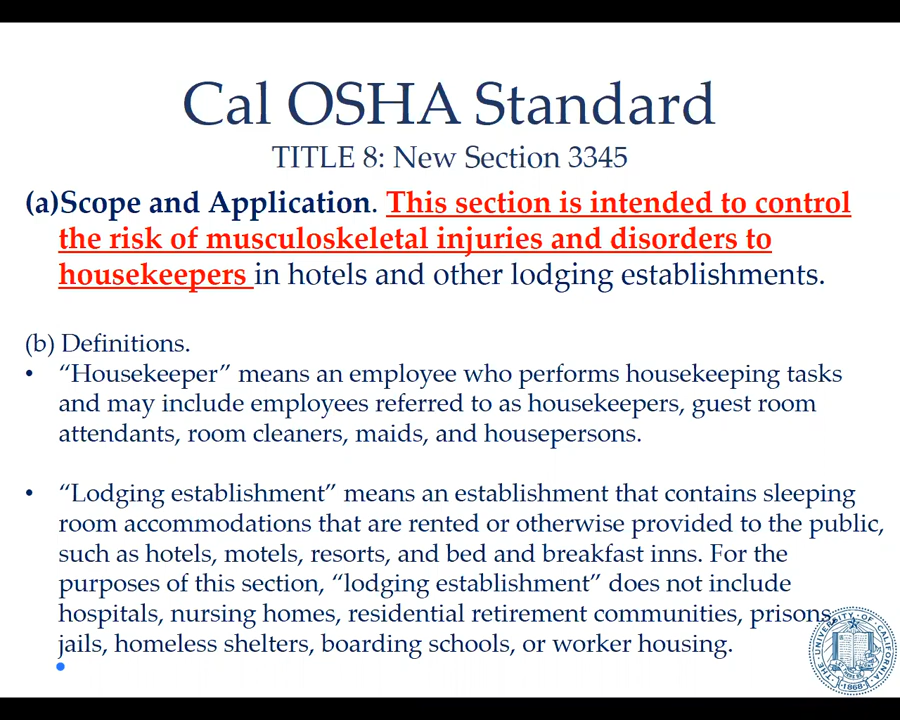 Cal OSHA Standard
TITLE 8: New Section 3345
(a)Scope and Application. This section is intended to control
the risk of musculoskeletal injuries and disorders to
housekeepers in hotels and other lodging establishments.
(b) Definitions.
• “Housekeeper” means an employee who performs housekeeping tasks
and may include employees referred to as housekeepers, guest room
attendants, room cleaners, maids, and housepersons.
• “Lodging establishment” means an establishment that contains sleeping
room accommodations that are rented or otherwise provided to the public,
such as hotels, motels, resorts, and bed and breakfast inns. For the
purposes of this section, “lodging establishment” does not include
hospitals, nursing homes, residential retirement communities, prisons,
jails, homeless shelters, boarding schools, or worker housing.
THE UNIVERSITY OF CALIFORNIA
1868